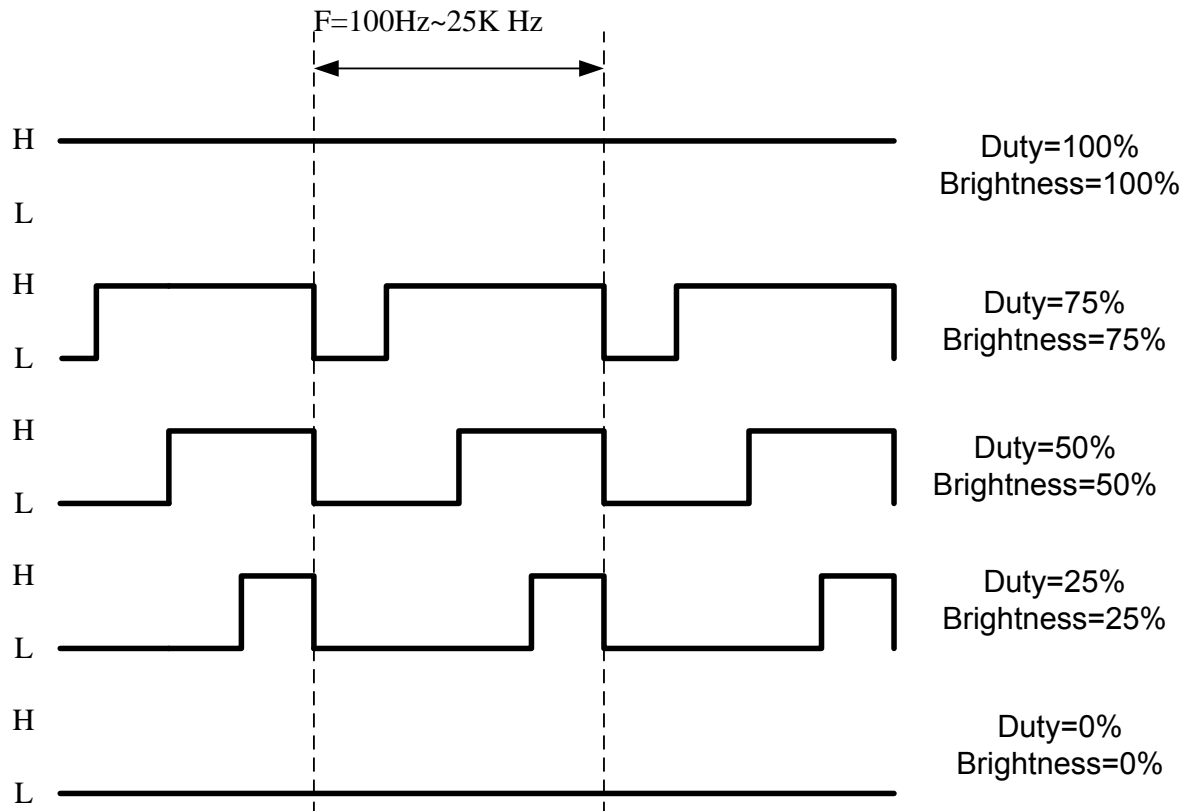 F=100Hz~25K Hz
H
Duty=100%
Brightness=100%
L
H
Duty=75%
Brightness=75%
L
H
Duty=50%
Brightness=50%
L
H
Duty=25%
Brightness=25%
L
H
Duty=0%
Brightness=0%
L